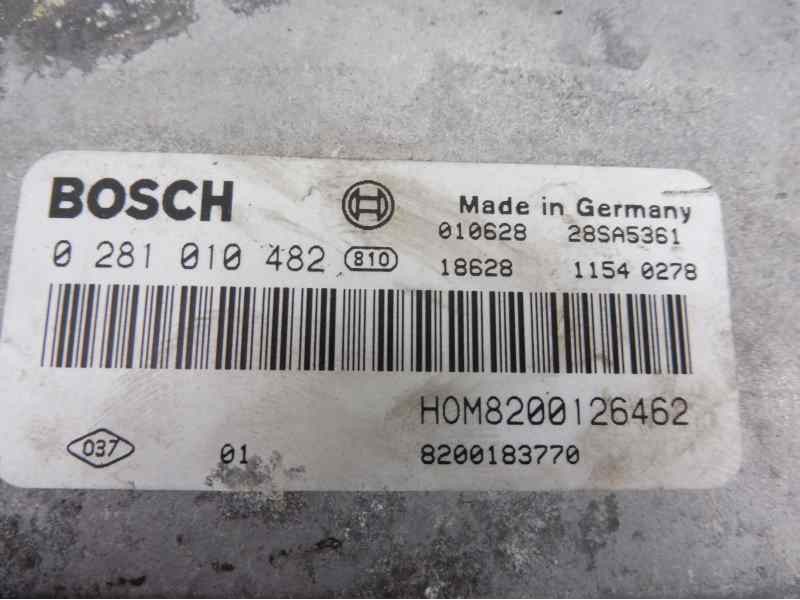 BOSCH
Made in Germany
010628 28SA5361
0 281 010 482 810
18628 1154 0278
HOM8200126462
037 01 8200183770